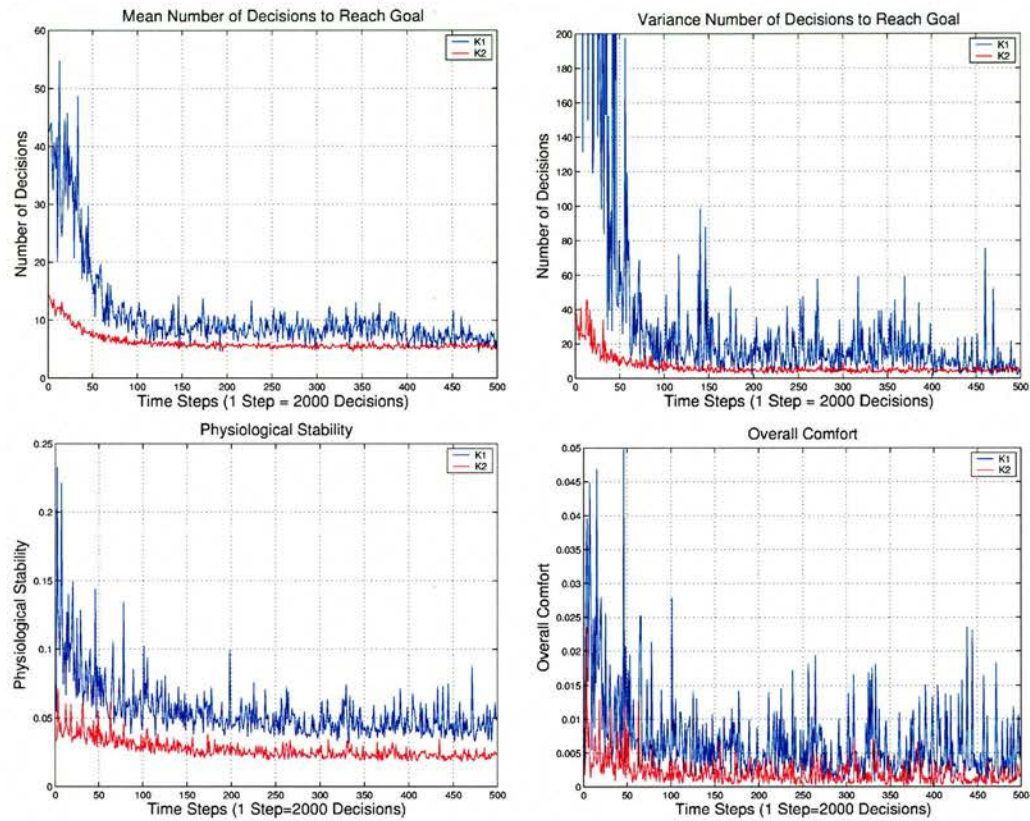 Mean Number of Decisions to Reach Goal
60
50
40
30
20
10
0
Number of Decisions
K1
K2
0 50 100 150 200 250 300 350 400 450 500
Time Steps (1 Step = 2000 Decisions)
Variance Number of Decisions to Reach Goal
200
180
160
140
120
100
80
60
40
20
0
Number of Decisions
K1
K2
0 50 100 150 200 250 300 350 400 450 500
Time Steps (1 Step = 2000 Decisions)
Physiological Stability
0.25
0.2
0.15
0.1
0.05
0
Physiological Stability
K1
K2
0 50 100 150 200 250 300 350 400 450 500
Time Steps (1 Step=2000 Decisions)
Overall Comfort
0.05
0.045
0.04
0.035
0.03
0.025
0.02
0.015
0.01
0.005
0
Overall Comfort
K1
K2
0 50 100 150 200 250 300 350 400 450 500
Time Steps (1 Step=2000 Decisions)